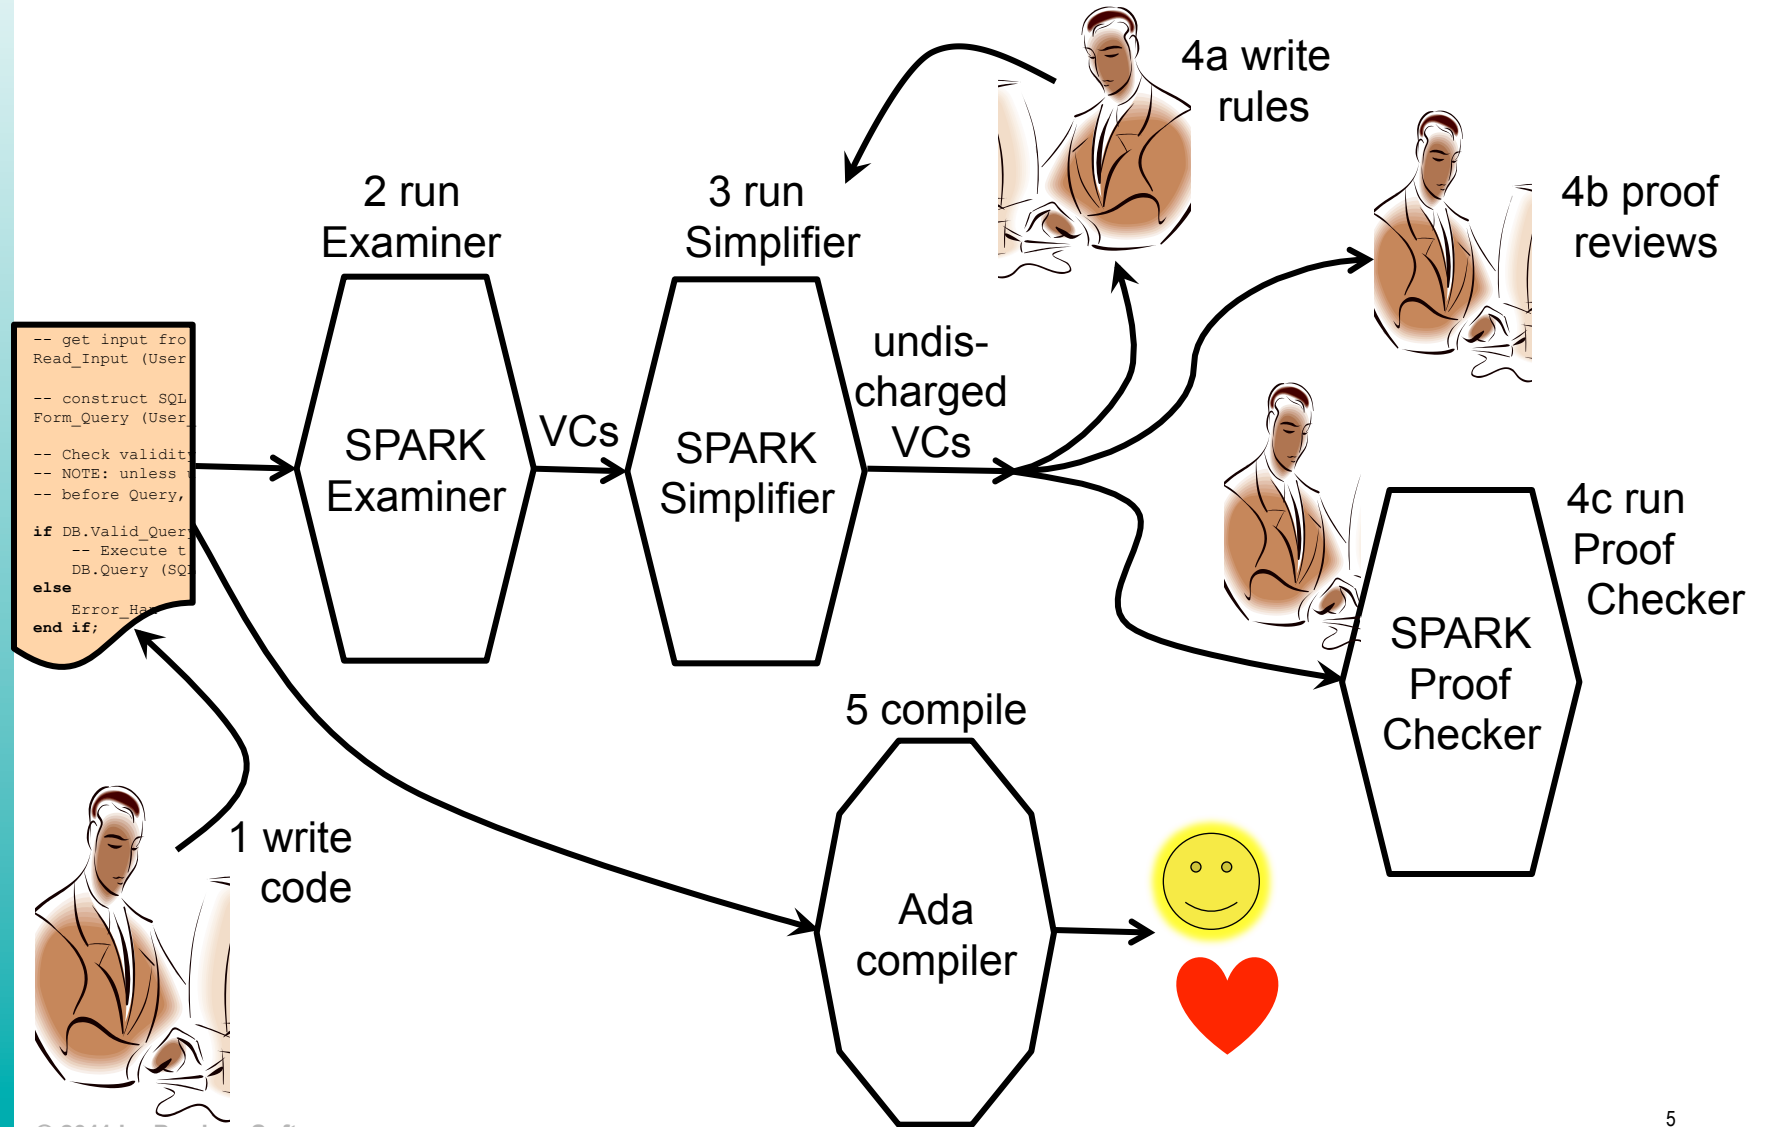 4a write
rules
4b proof
reviews
2 run
Examiner
3 run
Simplifier
undis-
charged
VCs
-- get input fro
Read_Input (User
-- construct SQL
Form_Query (User_
-- Check validity
-- NOTE: unless
-- before Query,
if DB.Valid_Query
-- Execute t
DB.Query (SQL
else
Error_Han
end if;
SPARK
Examiner
VCs
SPARK
Simplifier
4c run
Proof
Checker
SPARK
Proof
Checker
5 compile
1 write
code
Ada
compiler
5